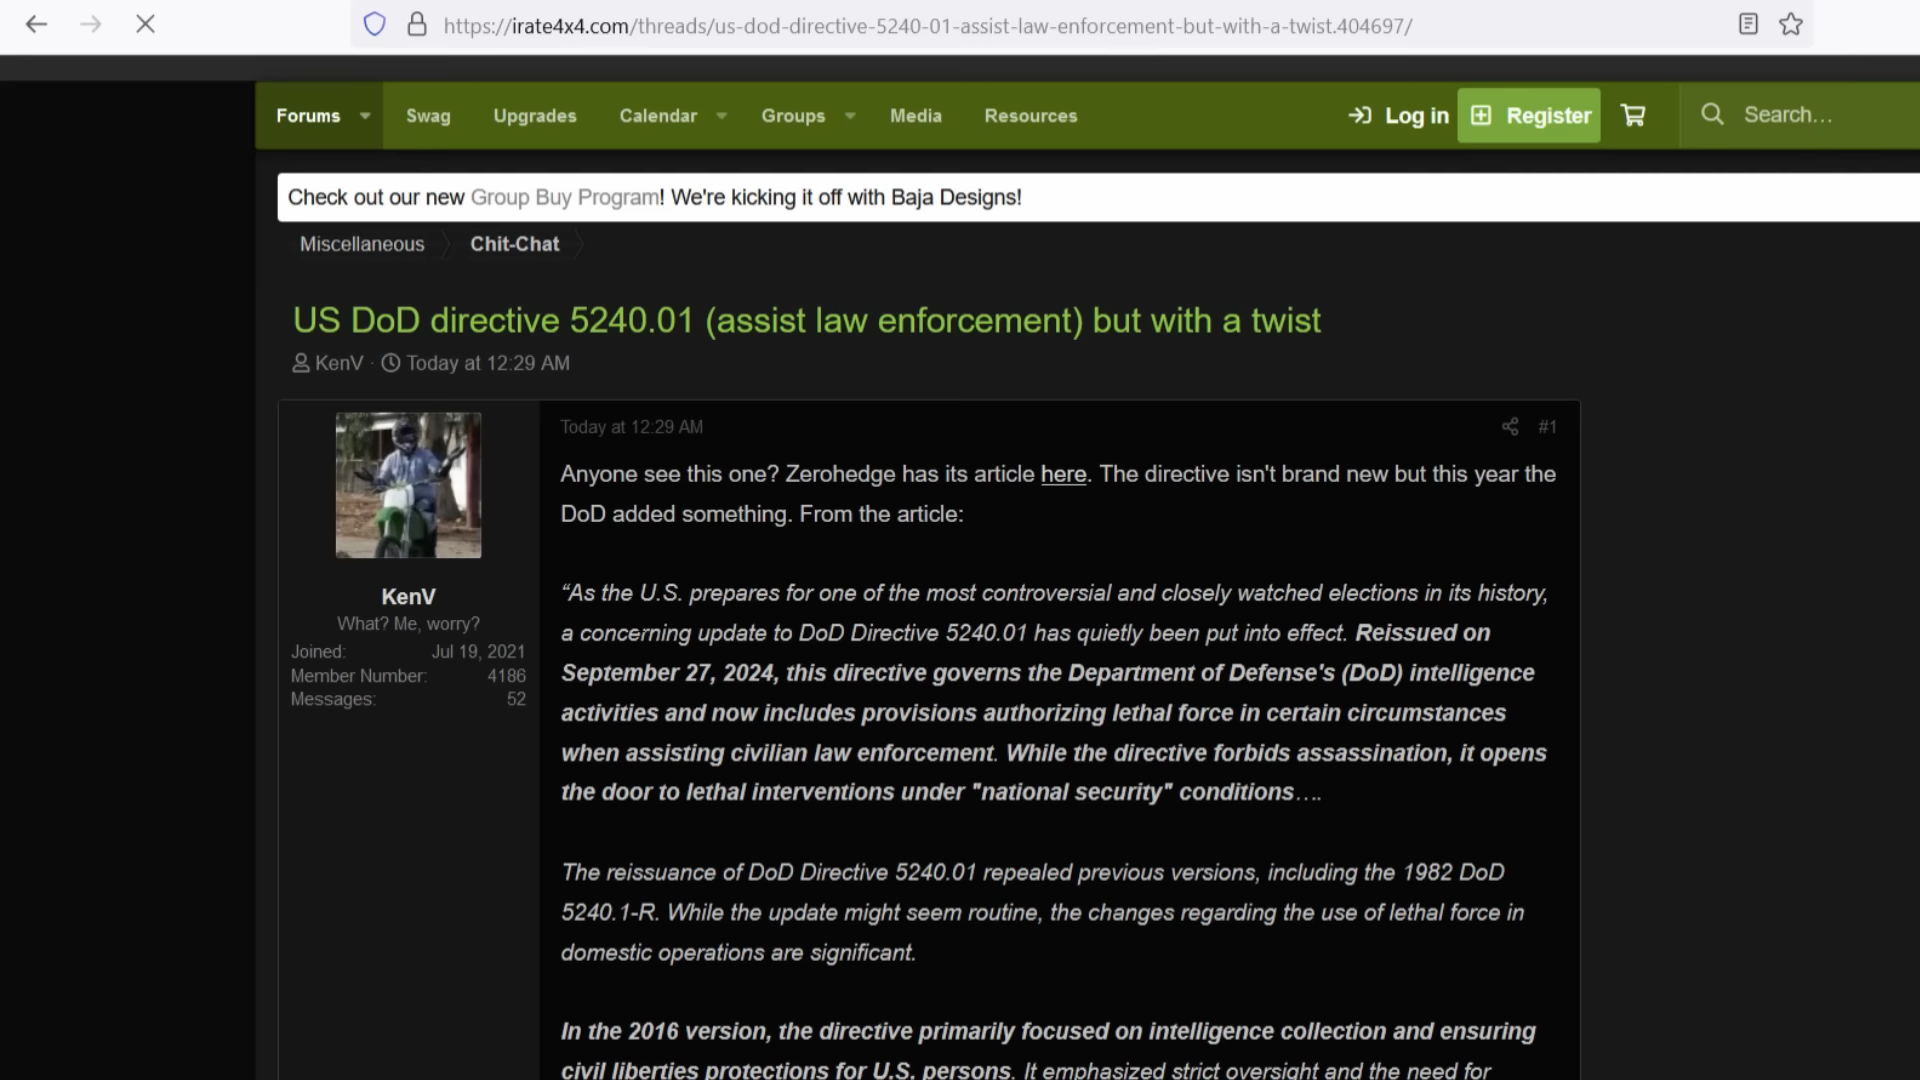 https://irate4x4.com/threads/us-dod-directive-5240-01-assist-law-enforcement-but-with-a-twist.404697/
Forums Swag Upgrades Calendar Groups Media Resources Log in Register Search...
Check out our new Group Buy Program! We're kicking it off with Baja Designs!
Miscellaneous Chit-Chat
US DoD directive 5240.01 (assist law enforcement) but with a twist
KenV · Today at 12:29 AM
Today at 12:29 AM #1
Anyone see this one? Zerohedge has its article here. The directive isn't brand new but this year the
DoD added something. From the article:
KenV
What? Me, worry?
Joined: Jul 19, 2021
Member Number: 4186
Messages: 52
“As the U.S. prepares for one of the most controversial and closely watched elections in its history,
a concerning update to DoD Directive 5240.01 has quietly been put into effect. Reissued on
September 27, 2024, this directive governs the Department of Defense's (DoD) intelligence
activities and now includes provisions authorizing lethal force in certain circumstances
when assisting civilian law enforcement. While the directive forbids assassination, it opens
the door to lethal interventions under "national security" conditions….
The reissuance of DoD Directive 5240.01 repealed previous versions, including the 1982 DoD
5240.1-R. While the update might seem routine, the changes regarding the use of lethal force in
domestic operations are significant.
In the 2016 version, the directive primarily focused on intelligence collection and ensuring
civil liberties protections for U.S. persons. It emphasized strict oversight and the need for